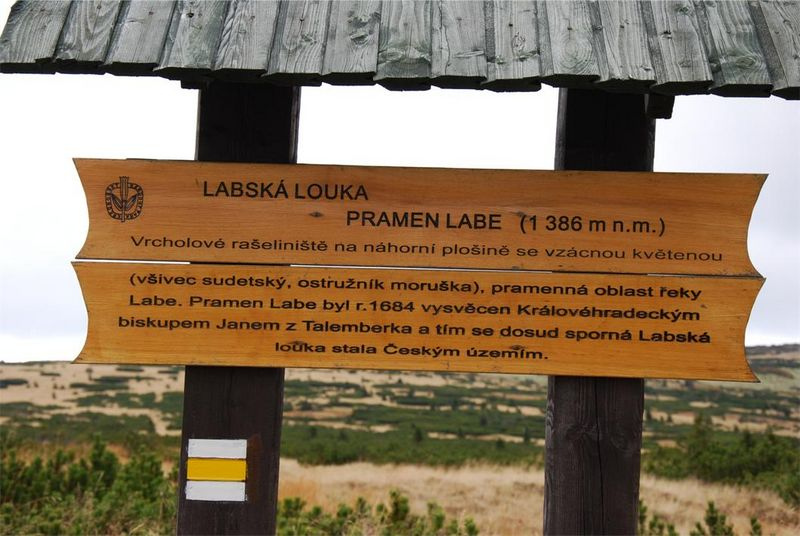 LABSKÁ LOUKA
PRAMEN LABE (1 386 m n.m.)
Vrcholové rašeliniště na náhorní plošině se vzácnou květenou
(všivec sudetský, ostružník moruška), pramenná oblast řeky
Labe. Pramen Labe byl r.1684 vysvěcen Královéhradeckým
biskupem Janem z Talemberka a tím se dosud sporná Labská
louka stala Českým územím.